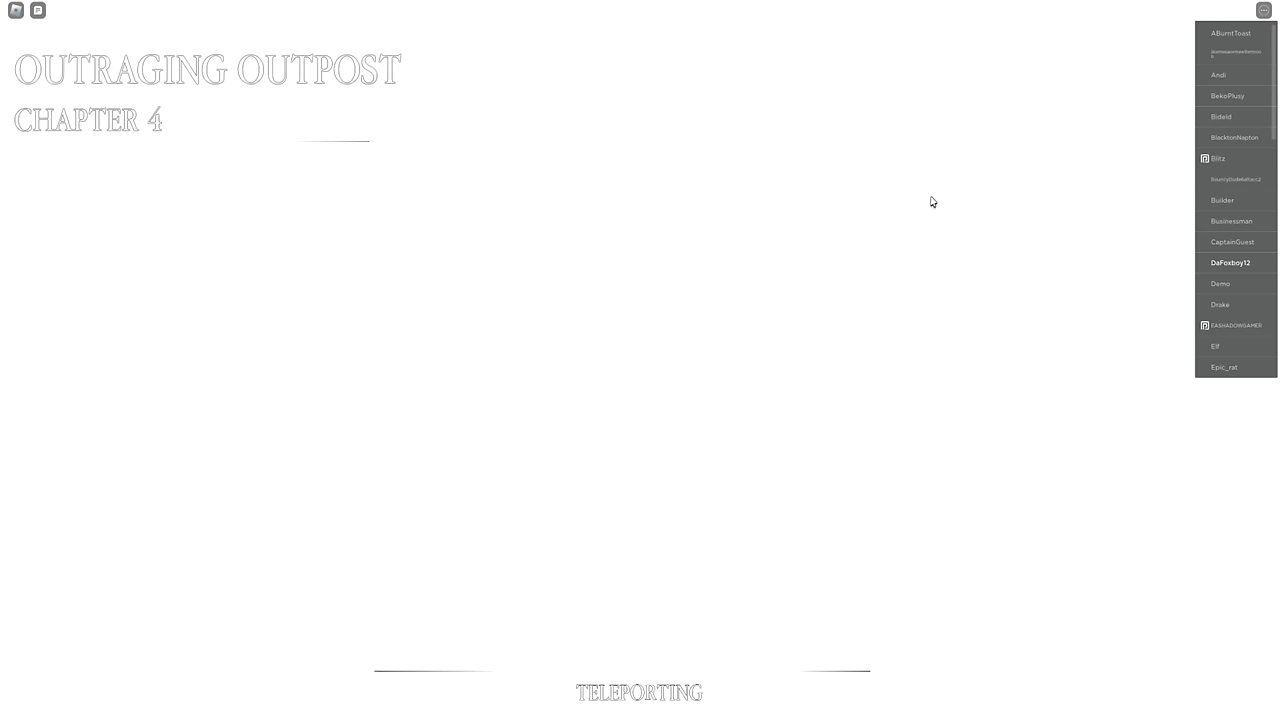 OUTRAGING OUTPOST
CHAPTER 4
ABurntToast
Andi
BekoPlusy
Bideld
BlacktonNapton
Blitz
Builder
Businessman
CaptainGuest
DaFoxboy12
Demo
Drake
EASHADOWGAMER
Elf
Epic_rat
TELEPORTING